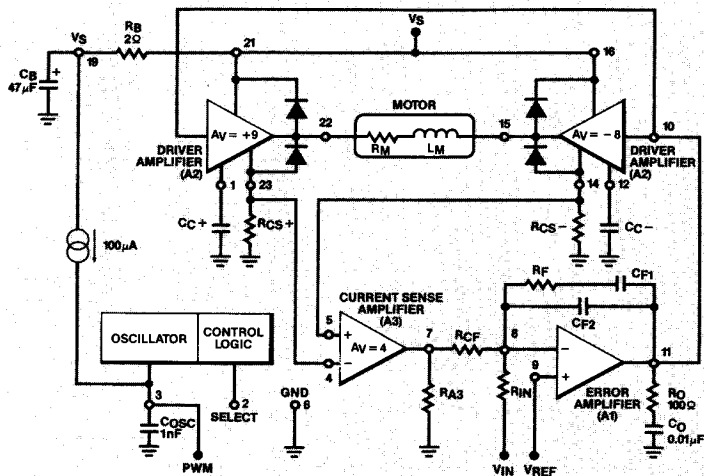 VS
19
RB
2Ω
21
VS
16
CB
47µF
+
MOTOR
AV = +9
DRIVER
AMPLIFIER
(A2)
22
RM
LM
15
AV = −8
10
DRIVER
AMPLIFIER
(A2)
1
23
14
12
CC+
RCS+
RCS−
CC−
100µA
RF
CF1
CF2
CURRENT SENSE
AMPLIFIER
(A3)
OSCILLATOR
CONTROL
LOGIC
5
+
AV = 4
−
4
7
RCF
8
−
9
+
11
3
2
SELECT
GND
6
RA3
RIN
ERROR
AMPLIFIER
(A1)
RO
100Ω
COSC
1nF
CO
0.01µF
PWM
VIN
VREF